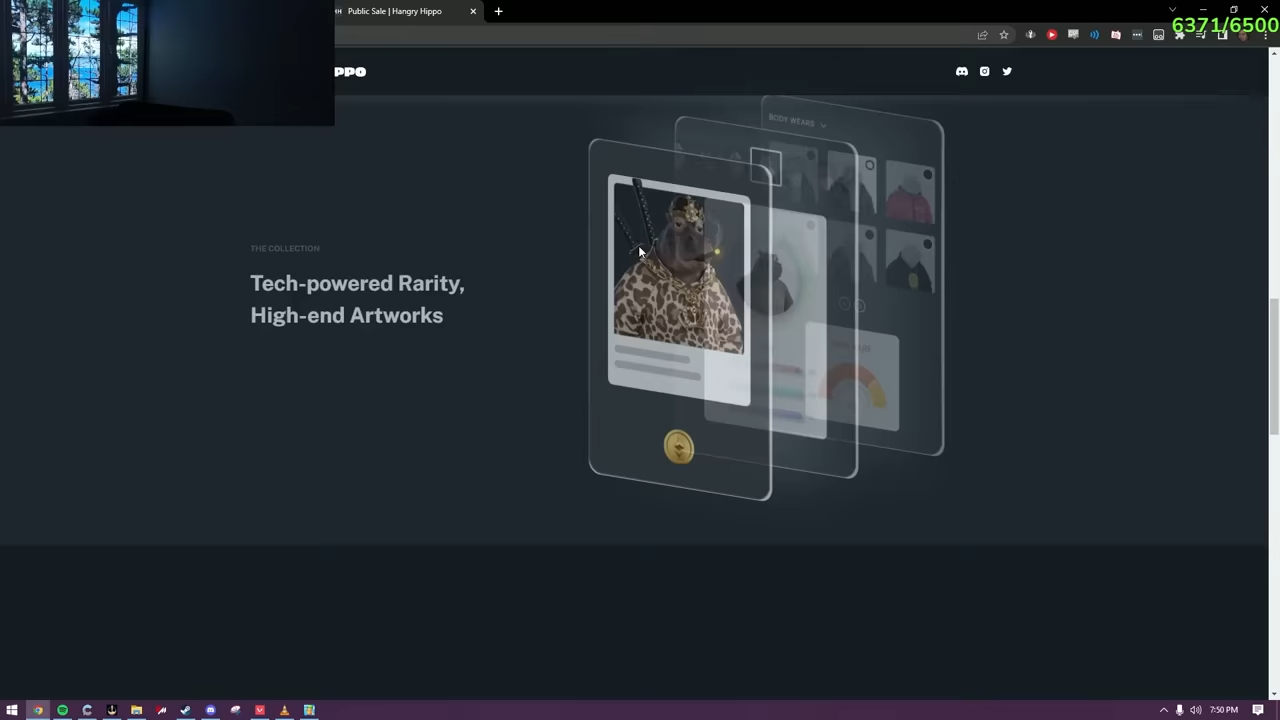 Public Sale | Hangry Hippo
6371/6500
PPO
BODY WEARS
THE COLLECTION
Tech-powered Rarity,
High-end Artworks
7:50 PM